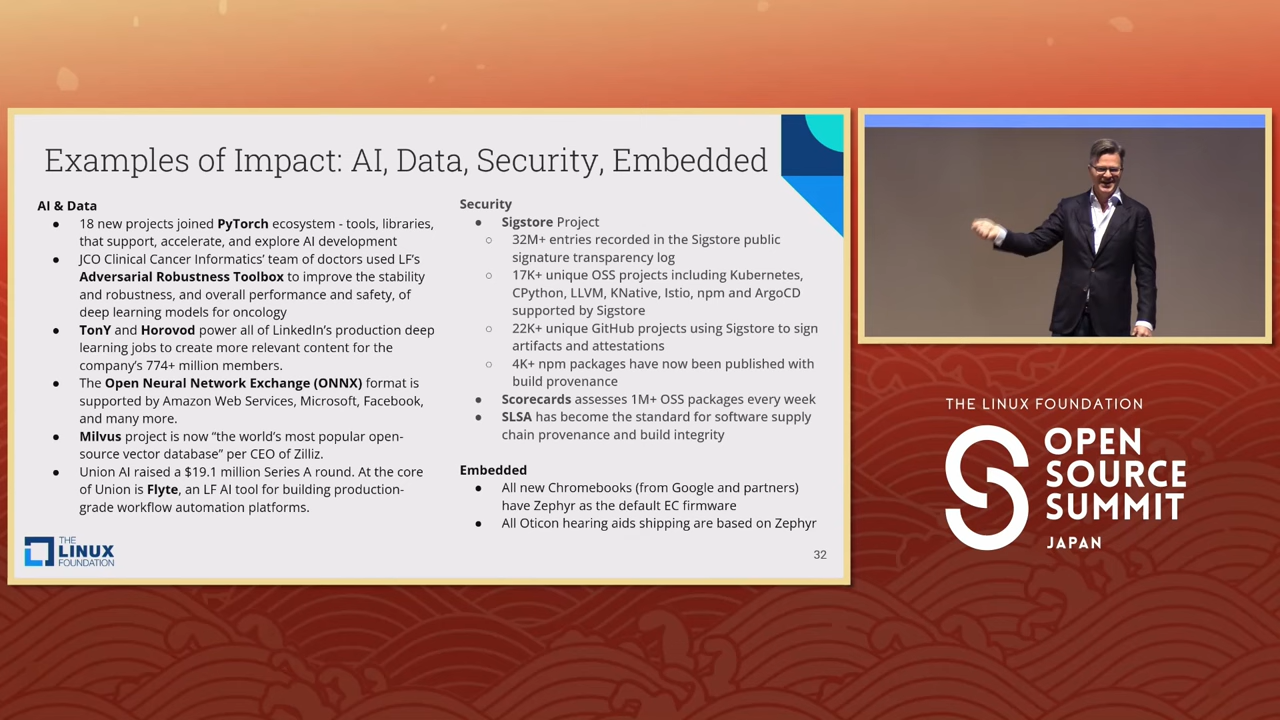 Examples of Impact: AI, Data, Security, Embedded
AI & Data
● 18 new projects joined PyTorch ecosystem - tools, libraries,
that support, accelerate, and explore AI development
● JCO Clinical Cancer Informatics’ team of doctors used LF’s
Adversarial Robustness Toolbox to improve the stability
and robustness, and overall performance and safety, of
deep learning models for oncology
● TonY and Horovod power all of LinkedIn’s production deep
learning jobs to create more relevant content for the
company’s 774+ million members.
● The Open Neural Network Exchange (ONNX) format is
supported by Amazon Web Services, Microsoft, Facebook,
and many more.
● Milvus project is now “the world’s most popular open-
source vector database” per CEO of Zilliz.
● Union AI raised a $19.1 million Series A round. At the core
of Union is Flyte, an LF AI tool for building production-
grade workflow automation platforms.
Security
● Sigstore Project
○ 32M+ entries recorded in the Sigstore public
signature transparency log
○ 17K+ unique OSS projects including Kubernetes,
CPython, LLVM, KNative, Istio, npm and ArgoCD
supported by Sigstore
○ 22K+ unique GitHub projects using Sigstore to sign
artifacts and attestations
○ 4K+ npm packages have now been published with
build provenance
● Scorecards assesses 1M+ OSS packages every week
● SLSA has become the standard for software supply
chain provenance and build integrity
Embedded
● All new Chromebooks (from Google and partners)
have Zephyr as the default EC firmware
● All Oticon hearing aids shipping are based on Zephyr
THE
LINUX
FOUNDATION
32
THE LINUX FOUNDATION
OPEN
SOURCE
SUMMIT
JAPAN